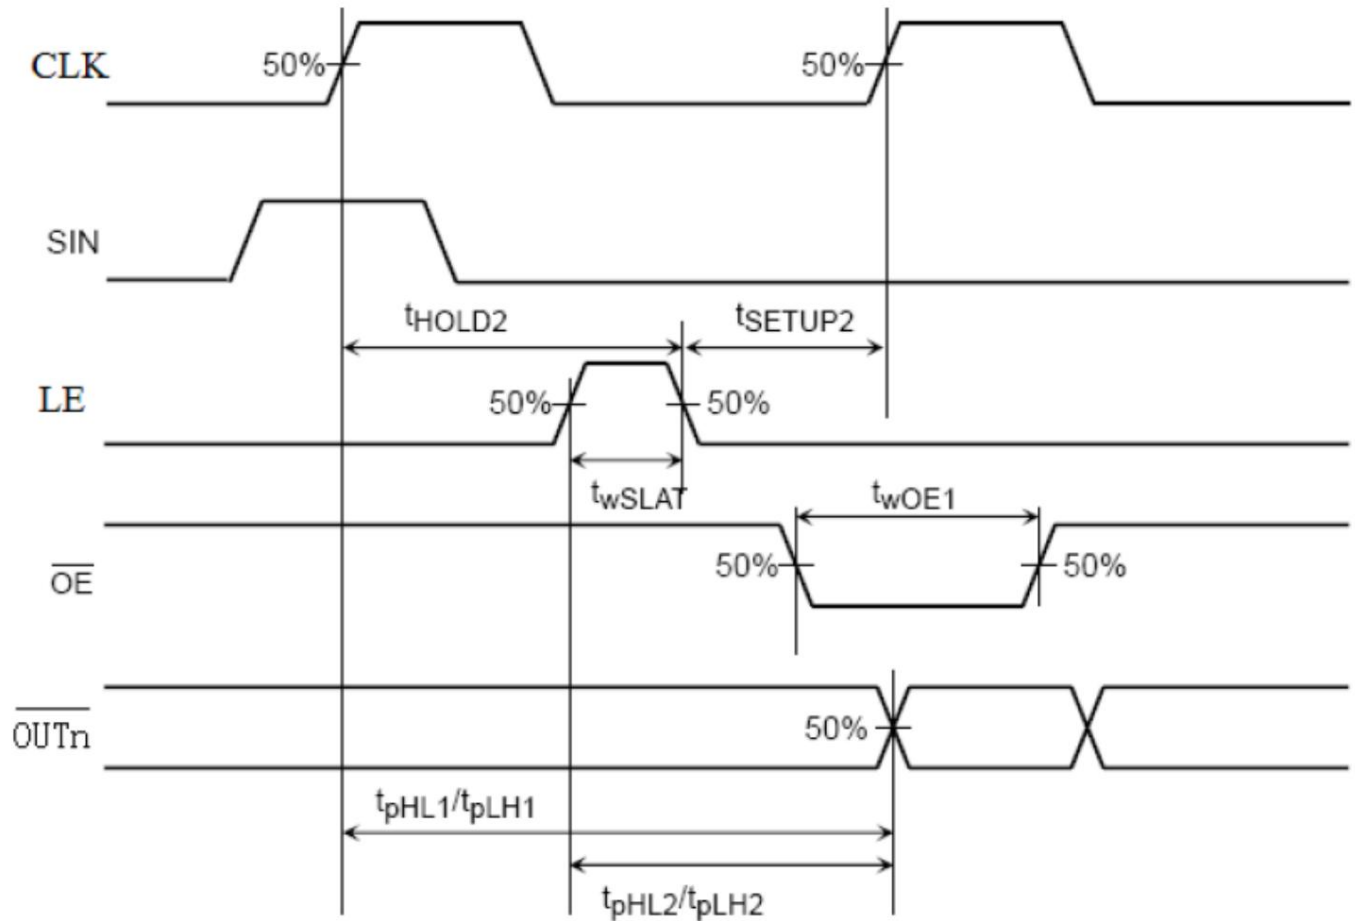 CLK
50%
50%
SIN
tHOLD2
tSETUP2
LE
50%
50%
twSLAT
twOE1
OE
50%
50%
OUTn
50%
tpHL1/tpLH1
tpHL2/tpLH2